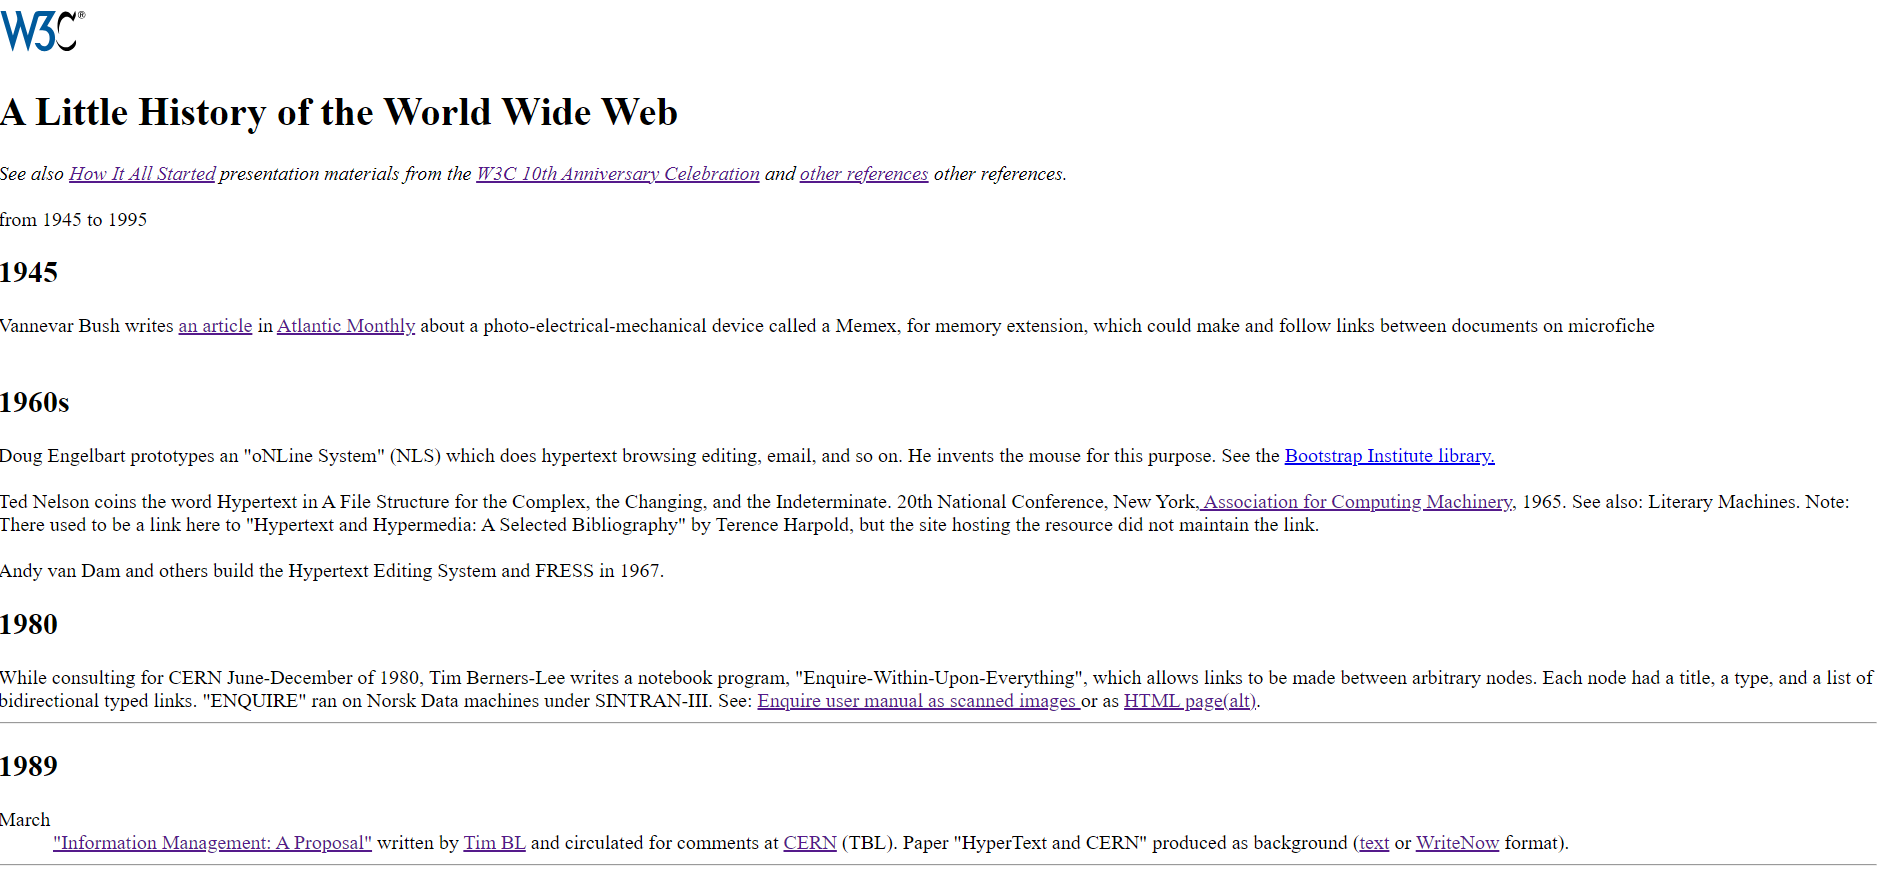 W3C®
A Little History of the World Wide Web
See also How It All Started presentation materials from the W3C 10th Anniversary Celebration and other references other references.
from 1945 to 1995
1945
Vannevar Bush writes an article in Atlantic Monthly about a photo-electrical-mechanical device called a Memex, for memory extension, which could make and follow links between documents on microfiche
1960s
Doug Engelbart prototypes an "oNLine System" (NLS) which does hypertext browsing editing, email, and so on. He invents the mouse for this purpose. See the Bootstrap Institute library.
Ted Nelson coins the word Hypertext in A File Structure for the Complex, the Changing, and the Indeterminate. 20th National Conference, New York, Association for Computing Machinery, 1965. See also: Literary Machines. Note:
There used to be a link here to "Hypertext and Hypermedia: A Selected Bibliography" by Terence Harpold, but the site hosting the resource did not maintain the link.
Andy van Dam and others build the Hypertext Editing System and FRESS in 1967.
1980
While consulting for CERN June-December of 1980, Tim Berners-Lee writes a notebook program, "Enquire-Within-Upon-Everything", which allows links to be made between arbitrary nodes. Each node had a title, a type, and a list of
bidirectional typed links. "ENQUIRE" ran on Norsk Data machines under SINTRAN-III. See: Enquire user manual as scanned images or as HTML page(alt).
1989
March
"Information Management: A Proposal" written by Tim BL and circulated for comments at CERN (TBL). Paper "HyperText and CERN" produced as background (text or WriteNow format).